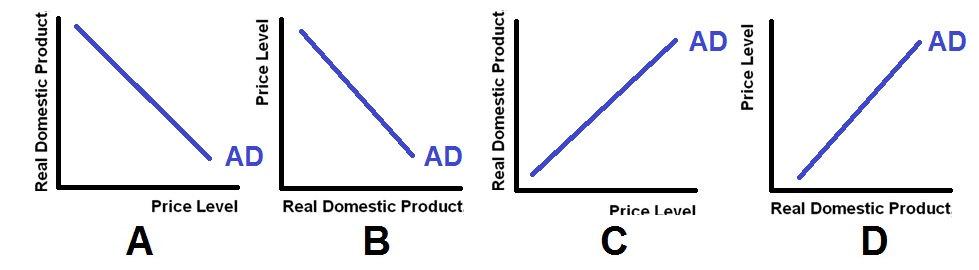 Real Domestic Product
AD
Price Level
A
Price Level
AD
Real Domestic Product
B
Real Domestic Product
AD
Price Level
C
Price Level
AD
Real Domestic Product
D